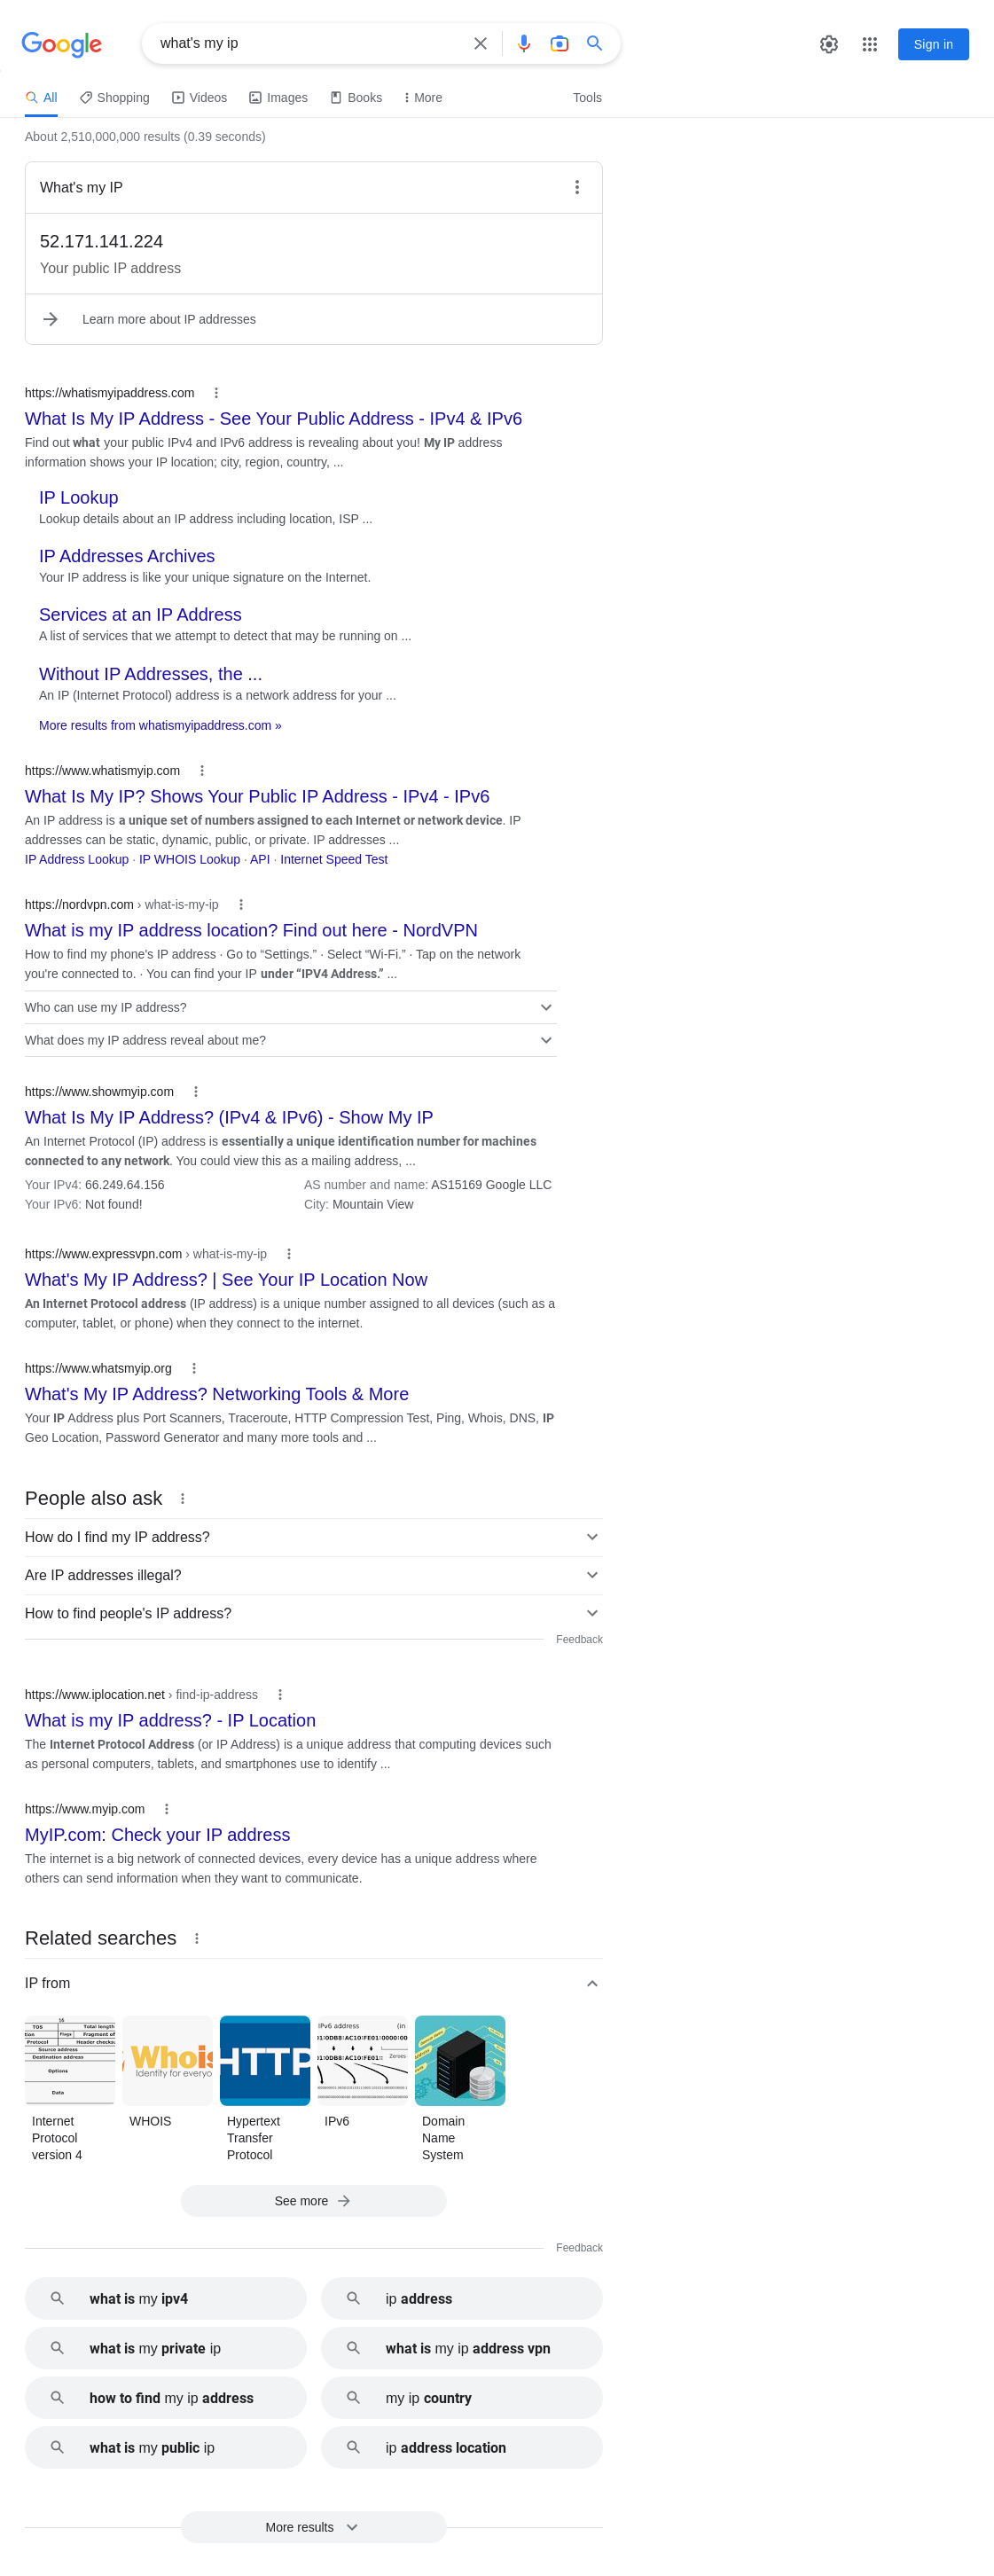 Google
what's my ip
Sign in
All
Shopping
Videos
Images
Books
More
Tools
About 2,510,000,000 results (0.39 seconds)
What's my IP
52.171.141.224
Your public IP address
Learn more about IP addresses
https://whatismyipaddress.com
What Is My IP Address - See Your Public Address - IPv4 & IPv6
Find out what your public IPv4 and IPv6 address is revealing about you! My IP address
information shows your IP location; city, region, country, ...
IP Lookup
Lookup details about an IP address including location, ISP ...
IP Addresses Archives
Your IP address is like your unique signature on the Internet.
Services at an IP Address
A list of services that we attempt to detect that may be running on ...
Without IP Addresses, the ...
An IP (Internet Protocol) address is a network address for your ...
More results from whatismyipaddress.com »
https://www.whatismyip.com
What Is My IP? Shows Your Public IP Address - IPv4 - IPv6
An IP address is a unique set of numbers assigned to each Internet or network device. IP
addresses can be static, dynamic, public, or private. IP addresses ...
IP Address Lookup · IP WHOIS Lookup · API · Internet Speed Test
https://nordvpn.com › what-is-my-ip
What is my IP address location? Find out here - NordVPN
How to find my phone's IP address · Go to “Settings.” · Select “Wi-Fi.” · Tap on the network
you're connected to. · You can find your IP under “IPV4 Address.” ...
Who can use my IP address?
What does my IP address reveal about me?
https://www.showmyip.com
What Is My IP Address? (IPv4 & IPv6) - Show My IP
An Internet Protocol (IP) address is essentially a unique identification number for machines
connected to any network. You could view this as a mailing address, ...
Your IPv4: 66.249.64.156
AS number and name: AS15169 Google LLC
Your IPv6: Not found!
City: Mountain View
https://www.expressvpn.com › what-is-my-ip
What's My IP Address? | See Your IP Location Now
An Internet Protocol address (IP address) is a unique number assigned to all devices (such as a
computer, tablet, or phone) when they connect to the internet.
https://www.whatsmyip.org
What's My IP Address? Networking Tools & More
Your IP Address plus Port Scanners, Traceroute, HTTP Compression Test, Ping, Whois, DNS, IP
Geo Location, Password Generator and many more tools and ...
People also ask
How do I find my IP address?
Are IP addresses illegal?
How to find people's IP address?
Feedback
https://www.iplocation.net › find-ip-address
What is my IP address? - IP Location
The Internet Protocol Address (or IP Address) is a unique address that computing devices such
as personal computers, tablets, and smartphones use to identify ...
https://www.myip.com
MyIP.com: Check your IP address
The internet is a big network of connected devices, every device has a unique address where
others can send information when they want to communicate.
Related searches
IP from
TOS Total length
Flags Fragment of
Protocol Header checks
Source address
Destination address
Options
Data
Whois
Identity for everyo
HTTP
IPv6 address (in
Zeroes
Internet
Protocol
version 4
WHOIS
Hypertext
Transfer
Protocol
IPv6
Domain
Name
System
See more
Feedback
what is my ipv4
ip address
what is my private ip
what is my ip address vpn
how to find my ip address
my ip country
what is my public ip
ip address location
More results